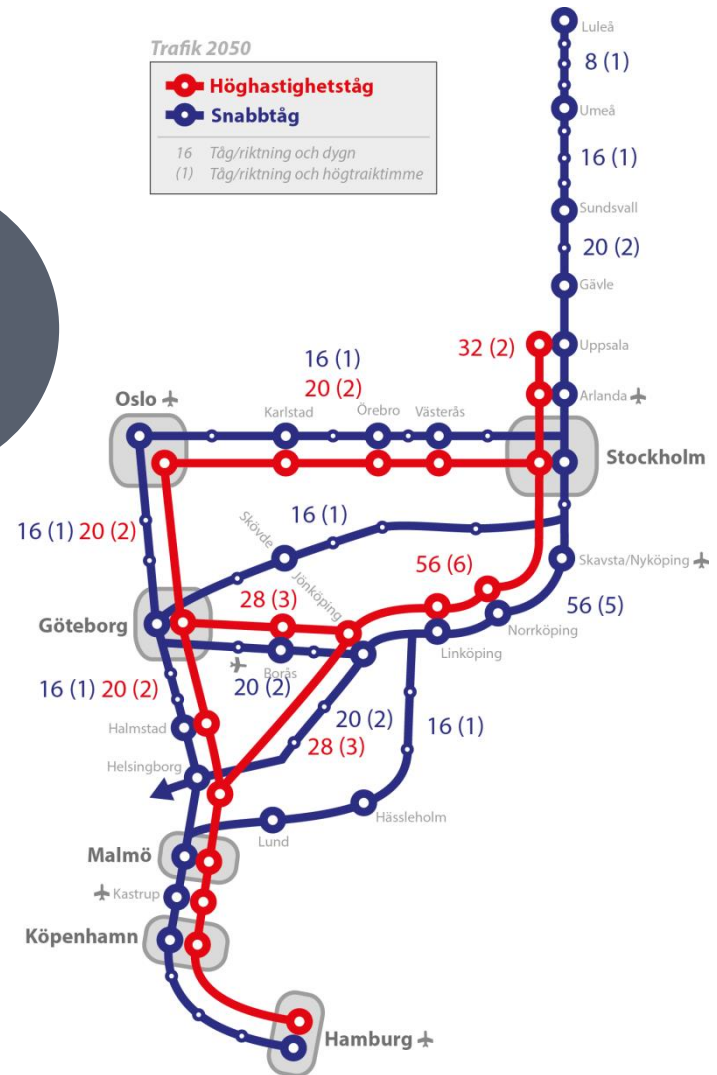 Trafik 2050
Höghastighetståg
Snabbtåg
16 Tåg/riktning och dygn
(1) Tåg/riktning och högtraiktimme
Luleå
8 (1)
Umeå
16 (1)
Sundsvall
20 (2)
Gävle
32 (2)
Uppsala
Arlanda
16 (1)
20 (2)
Oslo
Karlstad
Örebro
Västerås
Stockholm
16 (1) 20 (2)
16 (1)
Skövde
Jönköping
56 (6)
Skavsta/Nyköping
28 (3)
56 (5)
Göteborg
Norrköping
Linköping
Borås
20 (2)
16 (1) 20 (2)
20 (2)
28 (3)
16 (1)
Halmstad
Helsingborg
Hässleholm
Lund
Malmö
Kastrup
Köpenhamn
Hamburg